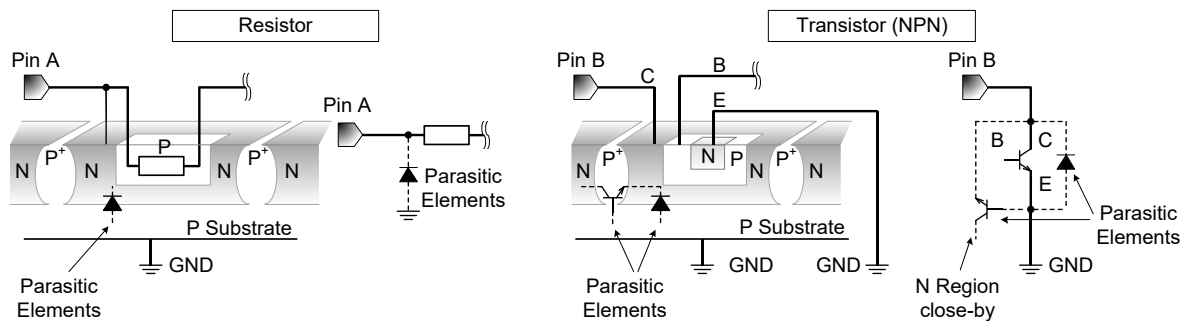 Resistor
Pin A
N
P+
N
P
P+
N
N
P Substrate
GND
Parasitic
Elements
Pin A
Parasitic
Elements
Transistor (NPN)
Pin B
C
B
E
N
P+
N
N
P
P+
N
P Substrate
GND
GND
Parasitic
Elements
Pin B
B
C
E
Parasitic
Elements
GND
N Region
close-by